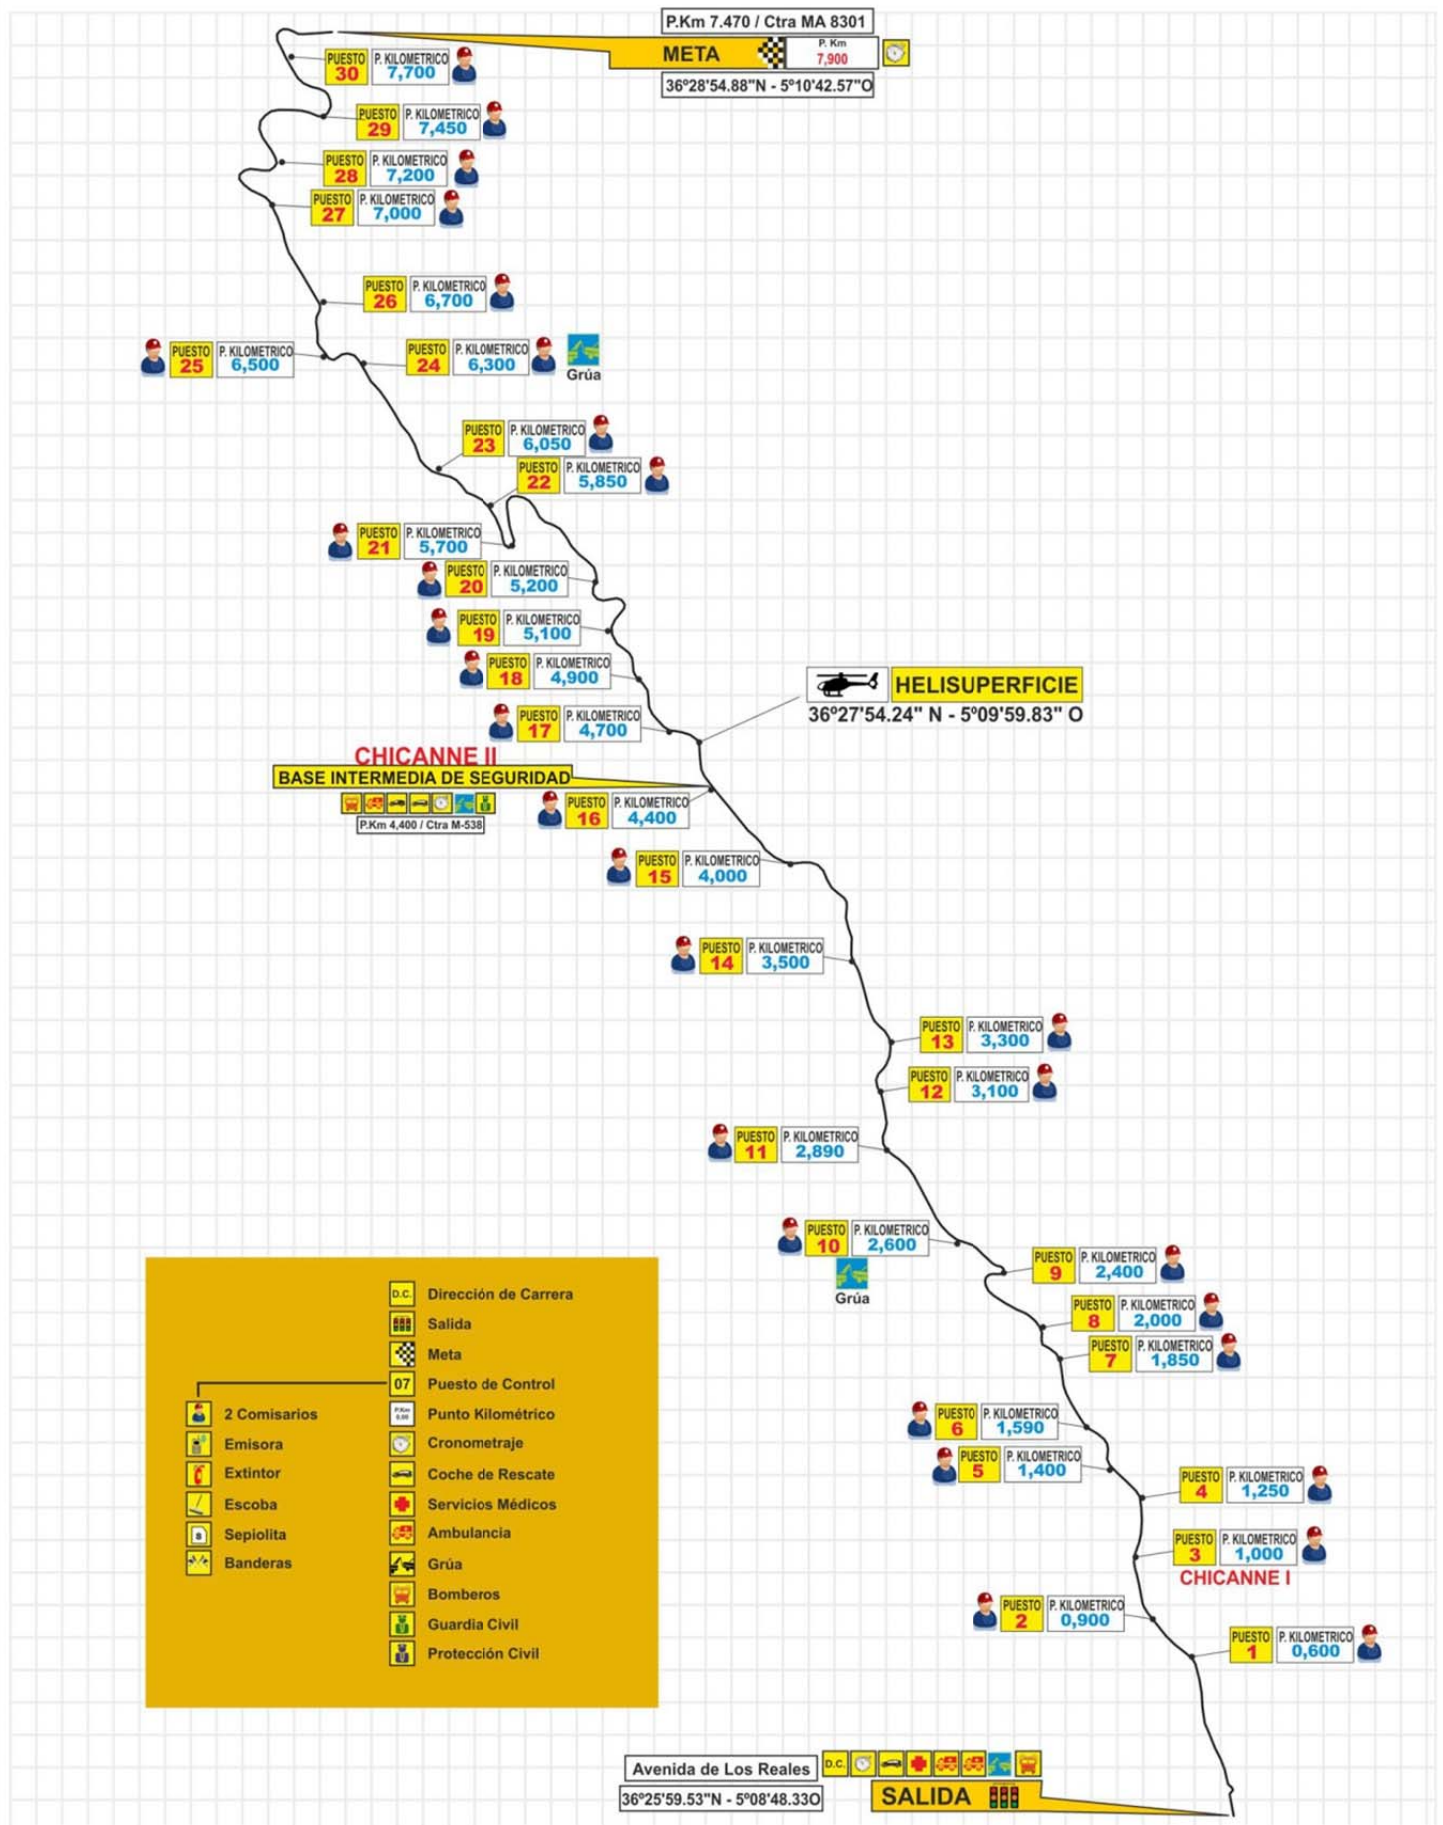 P.Km 7.470 / Ctra MA 8301
META
P. Km
7,900
36º28'54.88"N - 5º10'42.57"O
PUESTO
30
P. KILOMETRICO
7,700
PUESTO
29
P. KILOMETRICO
7,450
PUESTO
28
P. KILOMETRICO
7,200
PUESTO
27
P. KILOMETRICO
7,000
PUESTO
26
P. KILOMETRICO
6,700
PUESTO
25
P. KILOMETRICO
6,500
PUESTO
24
P. KILOMETRICO
6,300
Grúa
PUESTO
23
P. KILOMETRICO
6,050
PUESTO
22
P. KILOMETRICO
5,850
PUESTO
21
P. KILOMETRICO
5,700
PUESTO
20
P. KILOMETRICO
5,200
PUESTO
19
P. KILOMETRICO
5,100
PUESTO
18
P. KILOMETRICO
4,900
HELISUPERFICIE
36º27'54.24" N - 5º09'59.83" O
PUESTO
17
P. KILOMETRICO
4,700
CHICANNE II
BASE INTERMEDIA DE SEGURIDAD
P.Km 4,400 / Ctra M-538
PUESTO
16
P. KILOMETRICO
4,400
PUESTO
15
P. KILOMETRICO
4,000
PUESTO
14
P. KILOMETRICO
3,500
PUESTO
13
P. KILOMETRICO
3,300
PUESTO
12
P. KILOMETRICO
3,100
PUESTO
11
P. KILOMETRICO
2,890
PUESTO
10
P. KILOMETRICO
2,600
Grúa
PUESTO
9
P. KILOMETRICO
2,400
PUESTO
8
P. KILOMETRICO
2,000
PUESTO
7
P. KILOMETRICO
1,850
PUESTO
6
P. KILOMETRICO
1,590
PUESTO
5
P. KILOMETRICO
1,400
PUESTO
4
P. KILOMETRICO
1,250
PUESTO
3
P. KILOMETRICO
1,000
CHICANNE I
PUESTO
2
P. KILOMETRICO
0,900
PUESTO
1
P. KILOMETRICO
0,600
D.C. Dirección de Carrera
Salida
Meta
07 Puesto de Control
P.Km
0,00
Punto Kilométrico
Cronometraje
Coche de Rescate
Servicios Médicos
Ambulancia
Grúa
Bomberos
Guardia Civil
Protección Civil
2 Comisarios
Emisora
Extintor
Escoba
S Sepiolita
Banderas
Avenida de Los Reales
D.C.
36º25'59.53"N - 5º08'48.33O
SALIDA